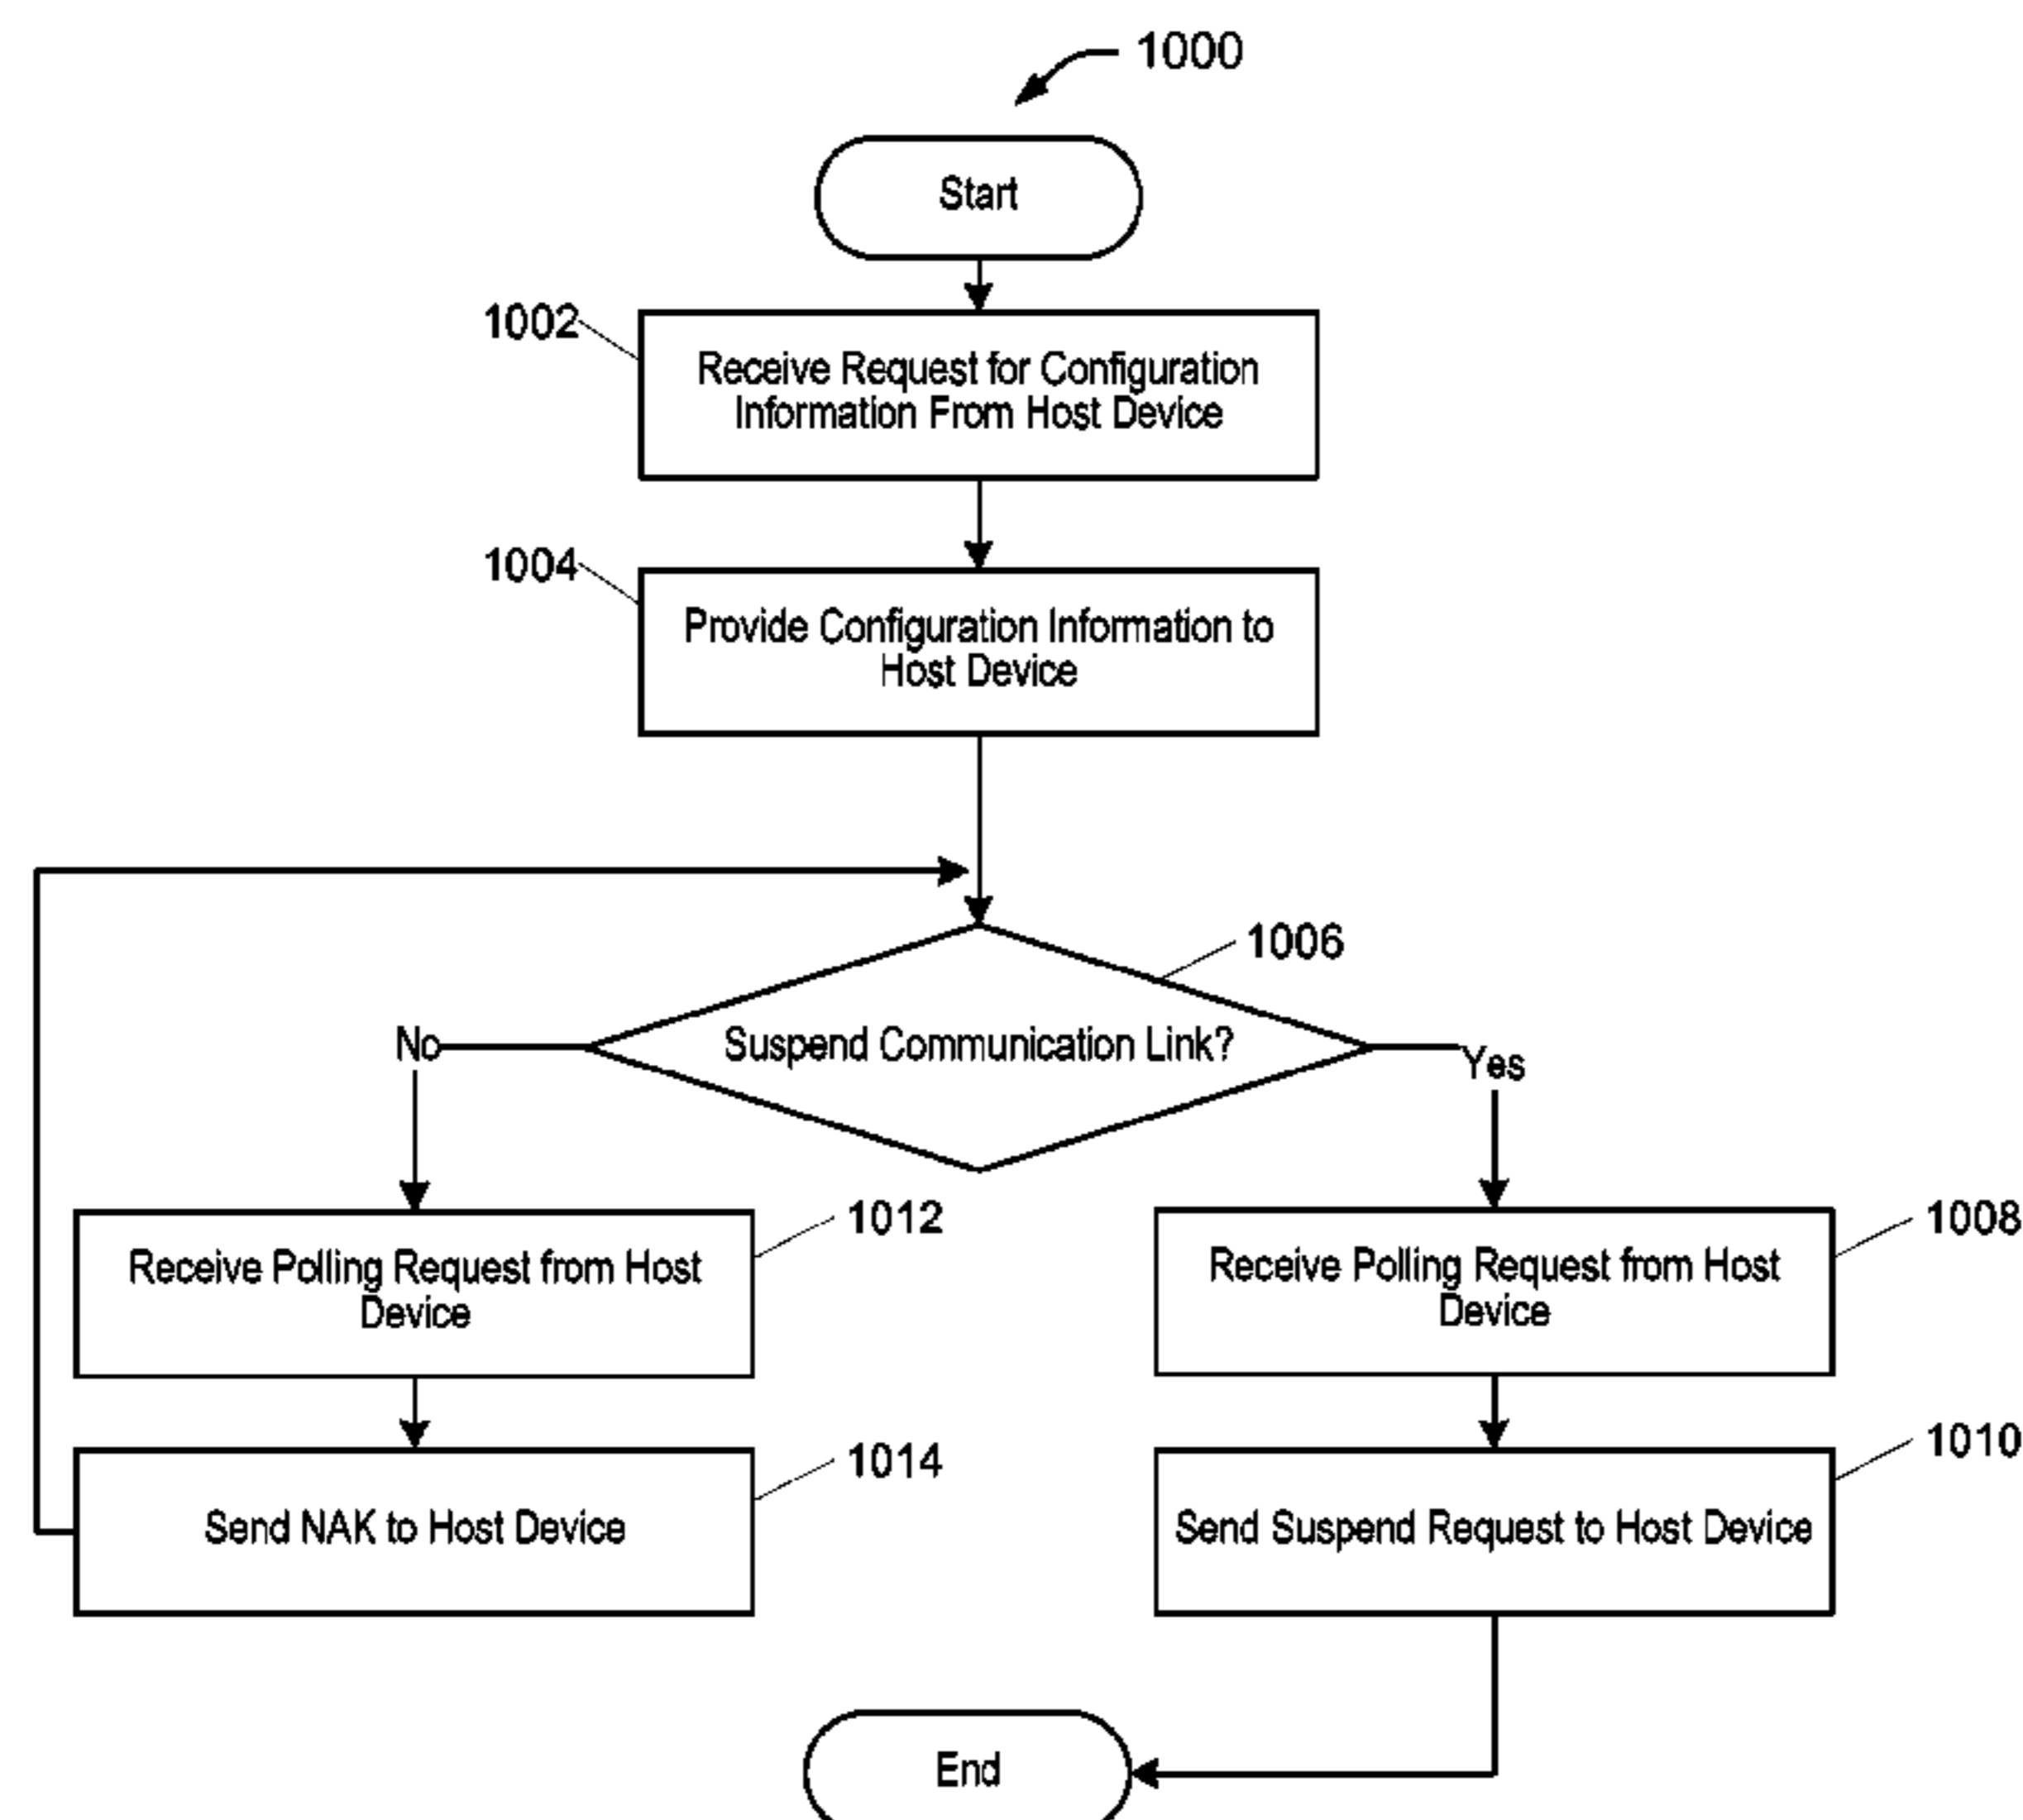 1000
Start
1002
Receive Request for Configuration
Information From Host Device
1004
Provide Configuration Information to
Host Device
1006
Suspend Communication Link?
No
Yes
1012
Receive Polling Request from Host
Device
1008
Receive Polling Request from Host
Device
1014
Send NAK to Host Device
1010
Send Suspend Request to Host Device
End